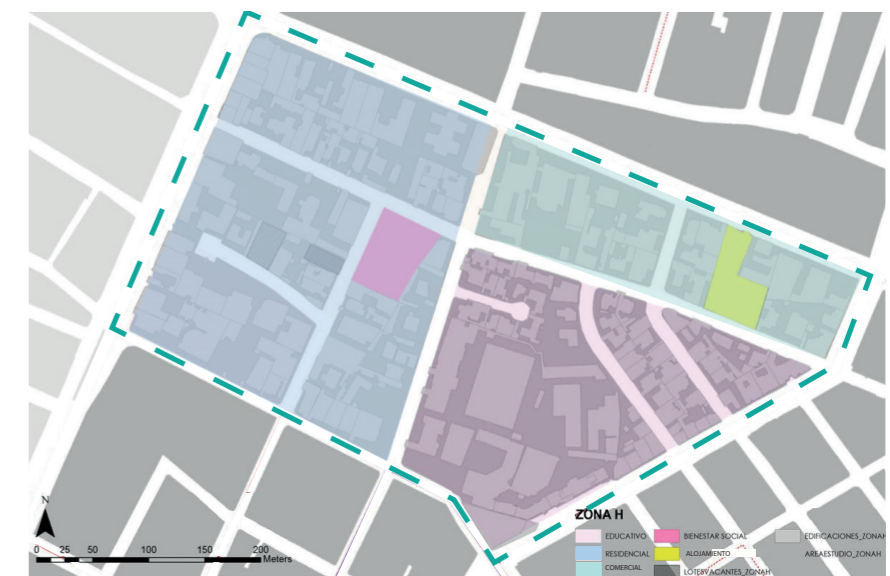 N
0 25 50 100 150 200
Meters
ZONA H
EDUCATIVO BIENESTAR SOCIAL EDIFICACIONES_ZONAH
RESIDENCIAL ALOJAMIENTO AREAESTUDIO_ZONAH
COMERCIAL LOTESVACANTES_ZONAH